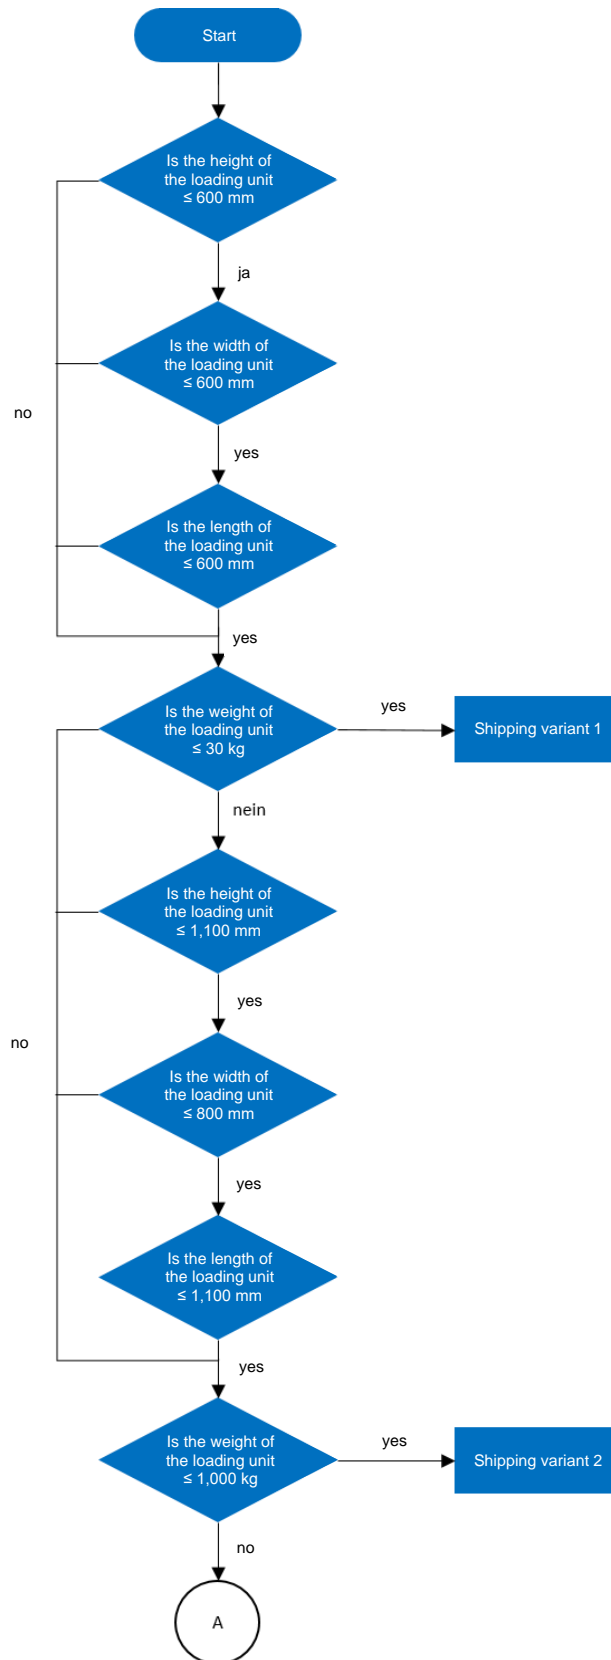 Start
Is the height of
the loading unit
≤ 600 mm
ja
Is the width of
the loading unit
≤ 600 mm
no
yes
Is the length of
the loading unit
≤ 600 mm
yes
Is the weight of
the loading unit
≤ 30 kg
yes
Shipping variant 1
nein
Is the height of
the loading unit
≤ 1,100 mm
yes
no
Is the width of
the loading unit
≤ 800 mm
yes
Is the length of
the loading unit
≤ 1,100 mm
yes
Is the weight of
the loading unit
≤ 1,000 kg
yes
Shipping variant 2
no
A